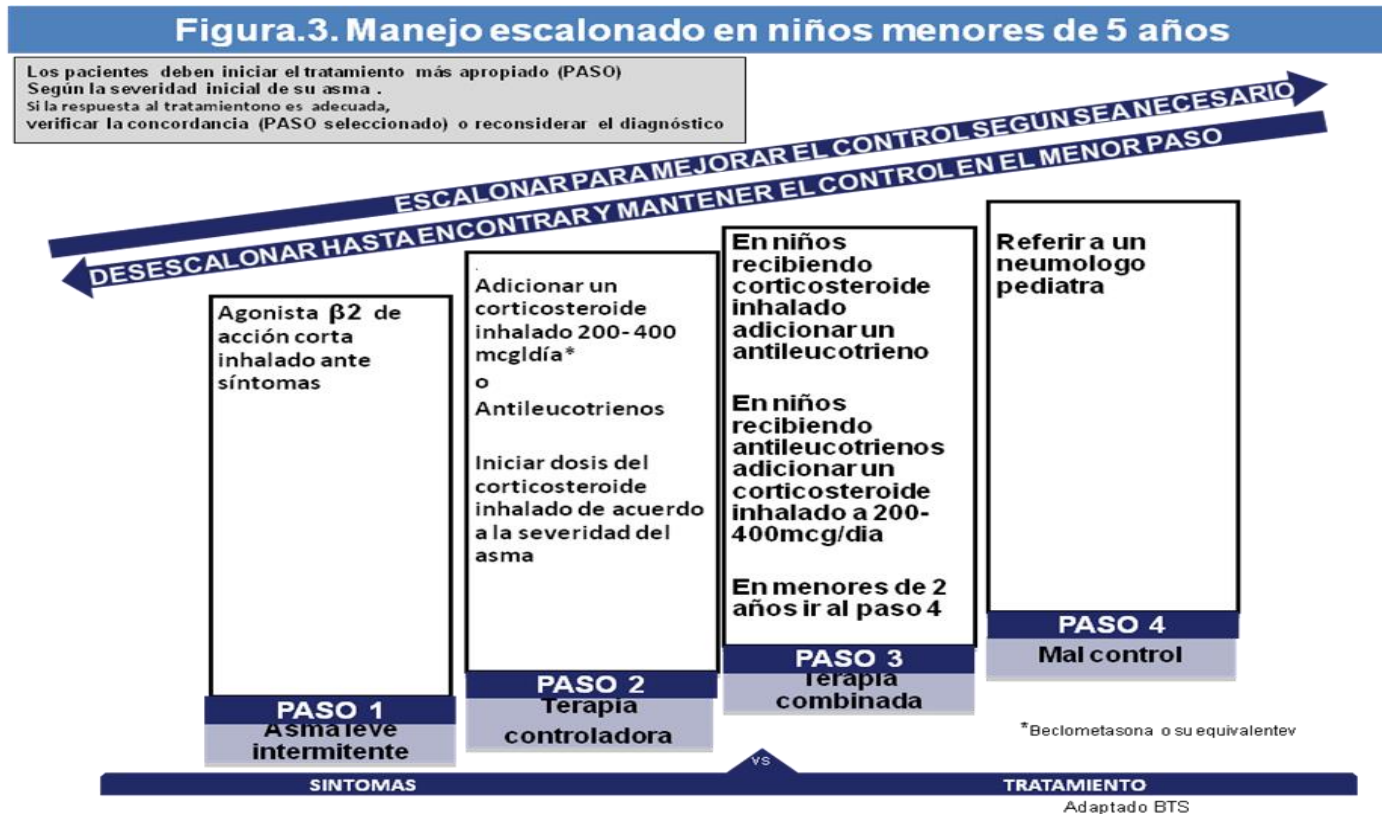 Figura.3. Manejo escalonado en niños menores de 5 años
Los pacientes deben iniciar el tratamiento más apropiado (PASO)
Según la severidad inicial de su asma .
Si la respuesta al tratamientono es adecuada,
verificar la concordancia (PASO seleccionado) o reconsiderar el diagnóstico
ESCALONAR PARA MEJORAR EL CONTROL SEGÚN SEA NECESARIO
DESESCALONAR HASTA ENCONTRAR Y MANTENER EL CONTROL EN EL MENOR PASO
Agonista β2 de
acción corta
inhalado ante
síntomas
PASO 1
Asma leve
intermitente
.
Adicionar un
corticosteroide
inhalado 200-400
mcgldía*
o
Antileucotrienos
Iniciar dosis del
corticosteroide
inhalado de acuerdo
a la severidad del
asma
PASO 2
Terapia
controladora
En niños
recibiendo
corticosteroide
inhalado
adicionar un
antileucotrieno
En niños
recibiendo
antileucotrienos
adicionar un
corticosteroide
inhalado a 200-
400mcg/dia
En menores de 2
años ir al paso 4
PASO 3
Terapia
combinada
Referir a un
neumologo
pediatra
PASO 4
Mal control
*Beclometasona o su equivalentev
SINTOMAS
vs
TRATAMIENTO
Adaptado BTS